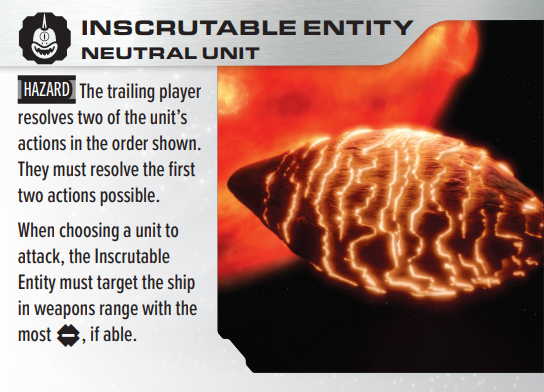 INSCRUTABLE ENTITY
NEUTRAL UNIT
HAZARD The trailing player
resolves two of the unit's
actions in the order shown.
They must resolve the first
two actions possible.
When choosing a unit to
attack, the Inscrutable
Entity must target the ship
in weapons range with the
most , if able.